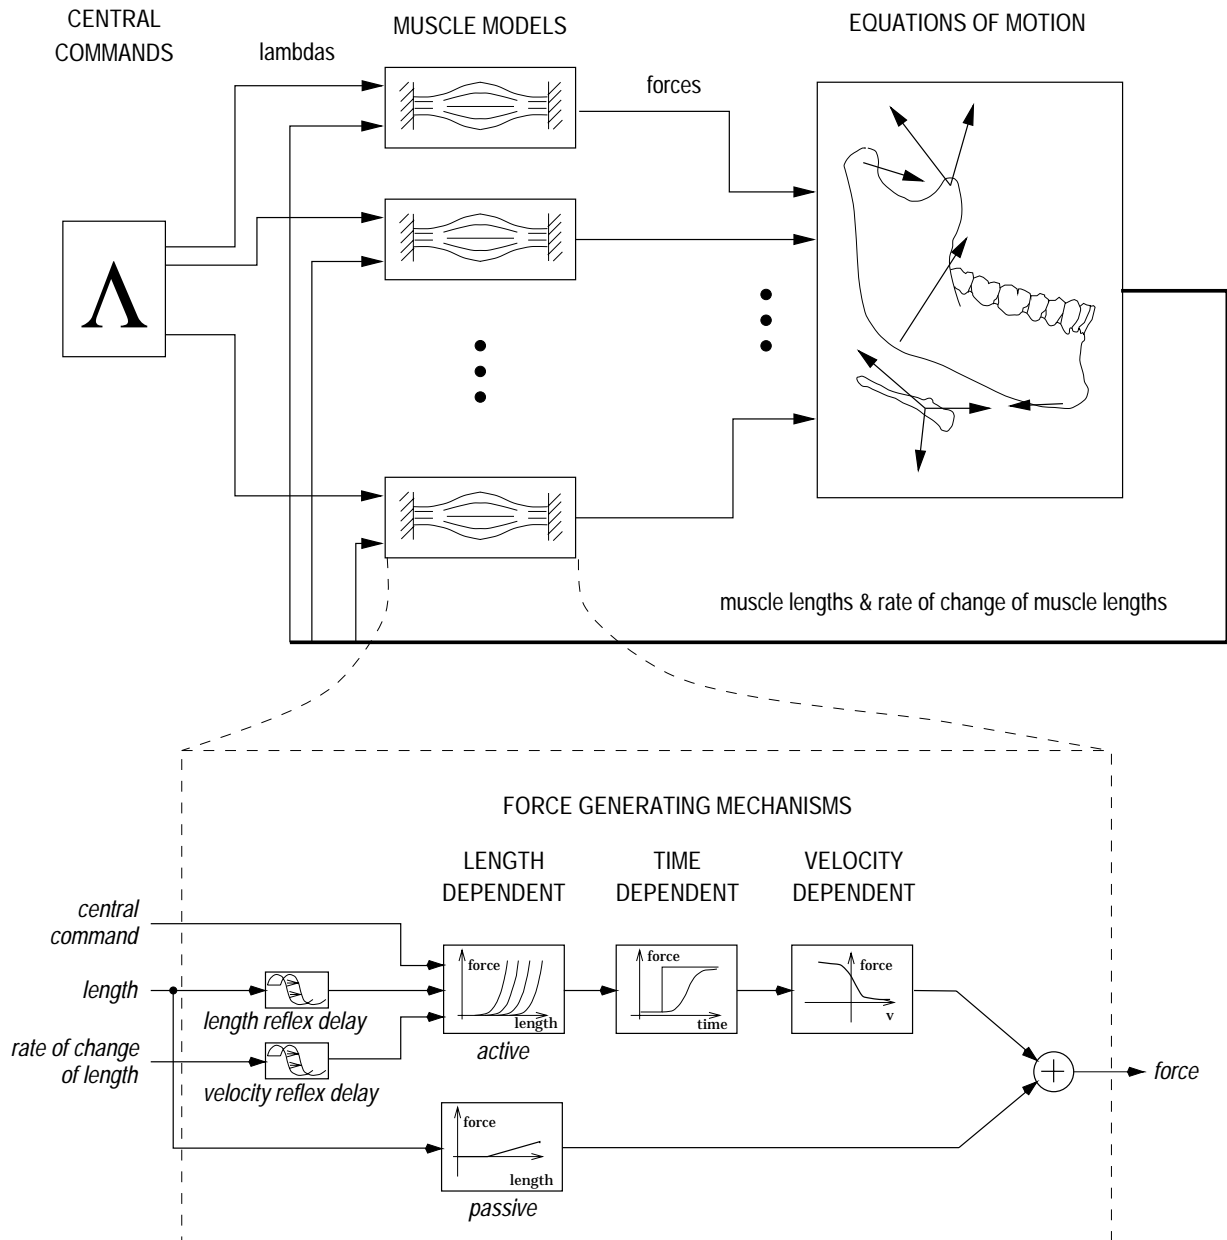 CENTRAL
COMMANDS
MUSCLE MODELS
EQUATIONS OF MOTION
lambdas
forces
Λ
muscle lengths & rate of change of muscle lengths
FORCE GENERATING MECHANISMS
LENGTH
DEPENDENT
TIME
DEPENDENT
VELOCITY
DEPENDENT
central
command
length
rate of change
of length
length reflex delay
velocity reflex delay
force
length
active
force
time
force
v
+
force
force
length
passive